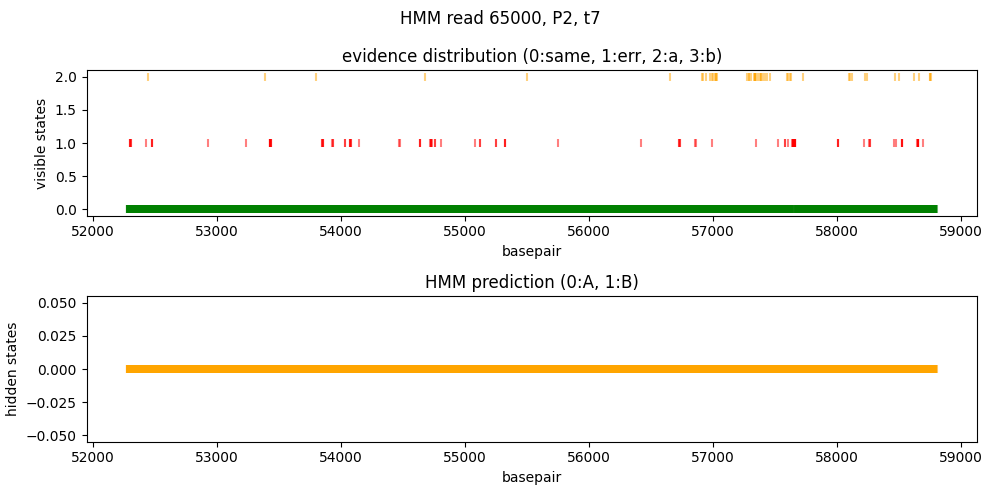 HMM read 65000, P2, t7
evidence distribution (0:same, 1:err, 2:a, 3:b)
visible states
2.0
1.5
1.0
0.5
0.0
52000 53000 54000 55000 56000 57000 58000 59000
basepair
HMM prediction (0:A, 1:B)
hidden states
0.050
0.025
0.000
−0.025
−0.050
52000 53000 54000 55000 56000 57000 58000 59000
basepair